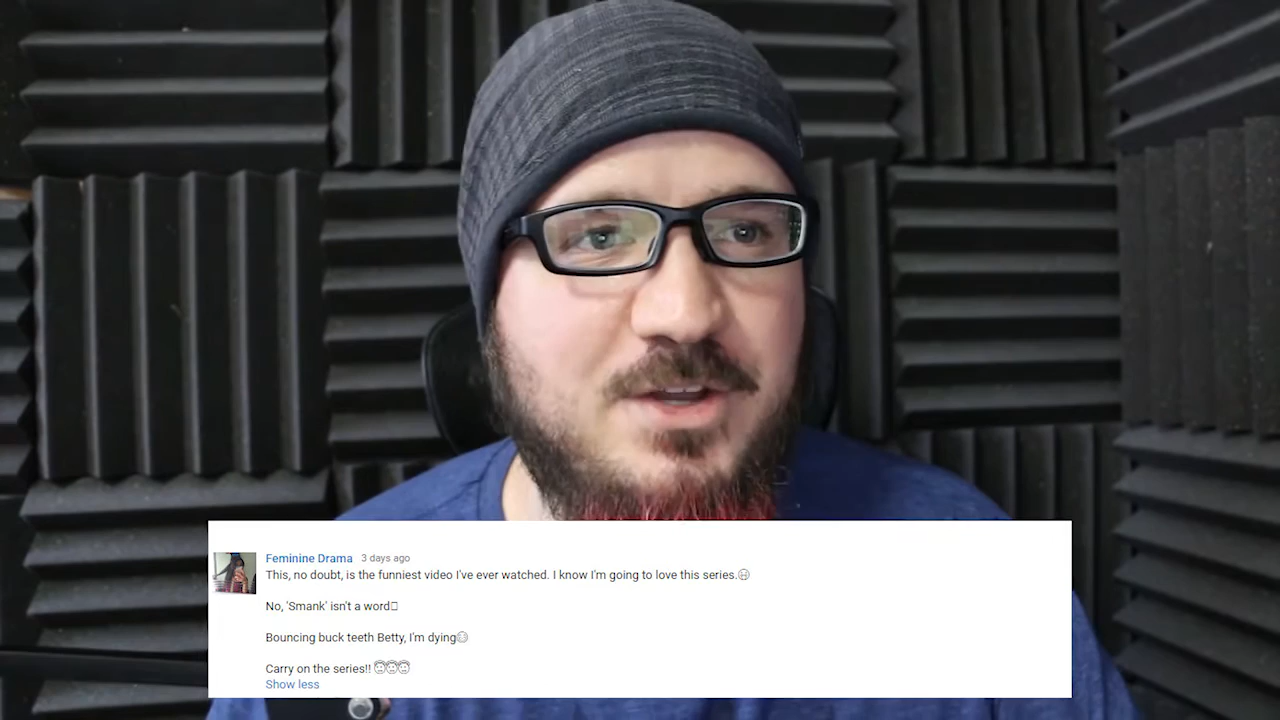 Feminine Drama 3 days ago
This, no doubt, is the funniest video I've ever watched. I know I'm going to love this series.
No, 'Smank' isn't a word
Bouncing buck teeth Betty, I'm dying
Carry on the series!!
Show less